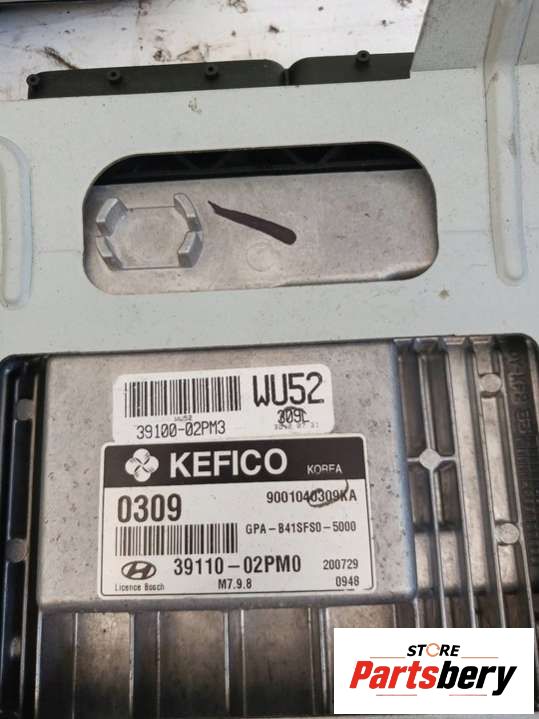 WU52
WU52
39100-02PM3
309L
KEFICO
KOREA
0309
9001040309KA
GPA-B41SFS0-5000
39110-02PM0
200729
Licence Bosch
M7.9.8
0948
STORE
Partsbery